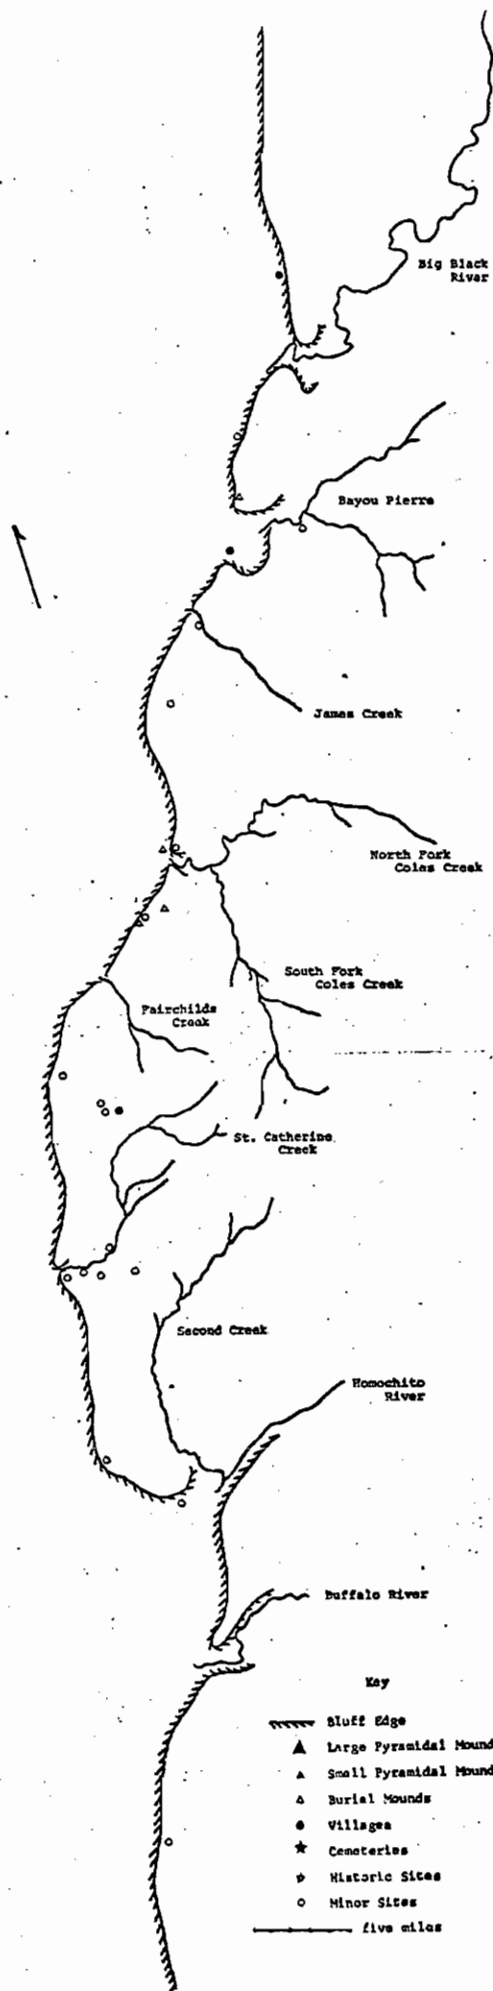 Big Black
River
Bayou Pierre
James Creek
North Fork
Coles Creek
South Fork
Coles Creek
Fairchilds
Creek
St. Catherine
Creek
Second Creek
Homochito
River
Buffalo River
Key
Bluff Edge
Large Pyramidal Mound
Small Pyramidal Mound
Burial Mounds
Villages
Cemeteries
Historic Sites
Minor Sites
five miles